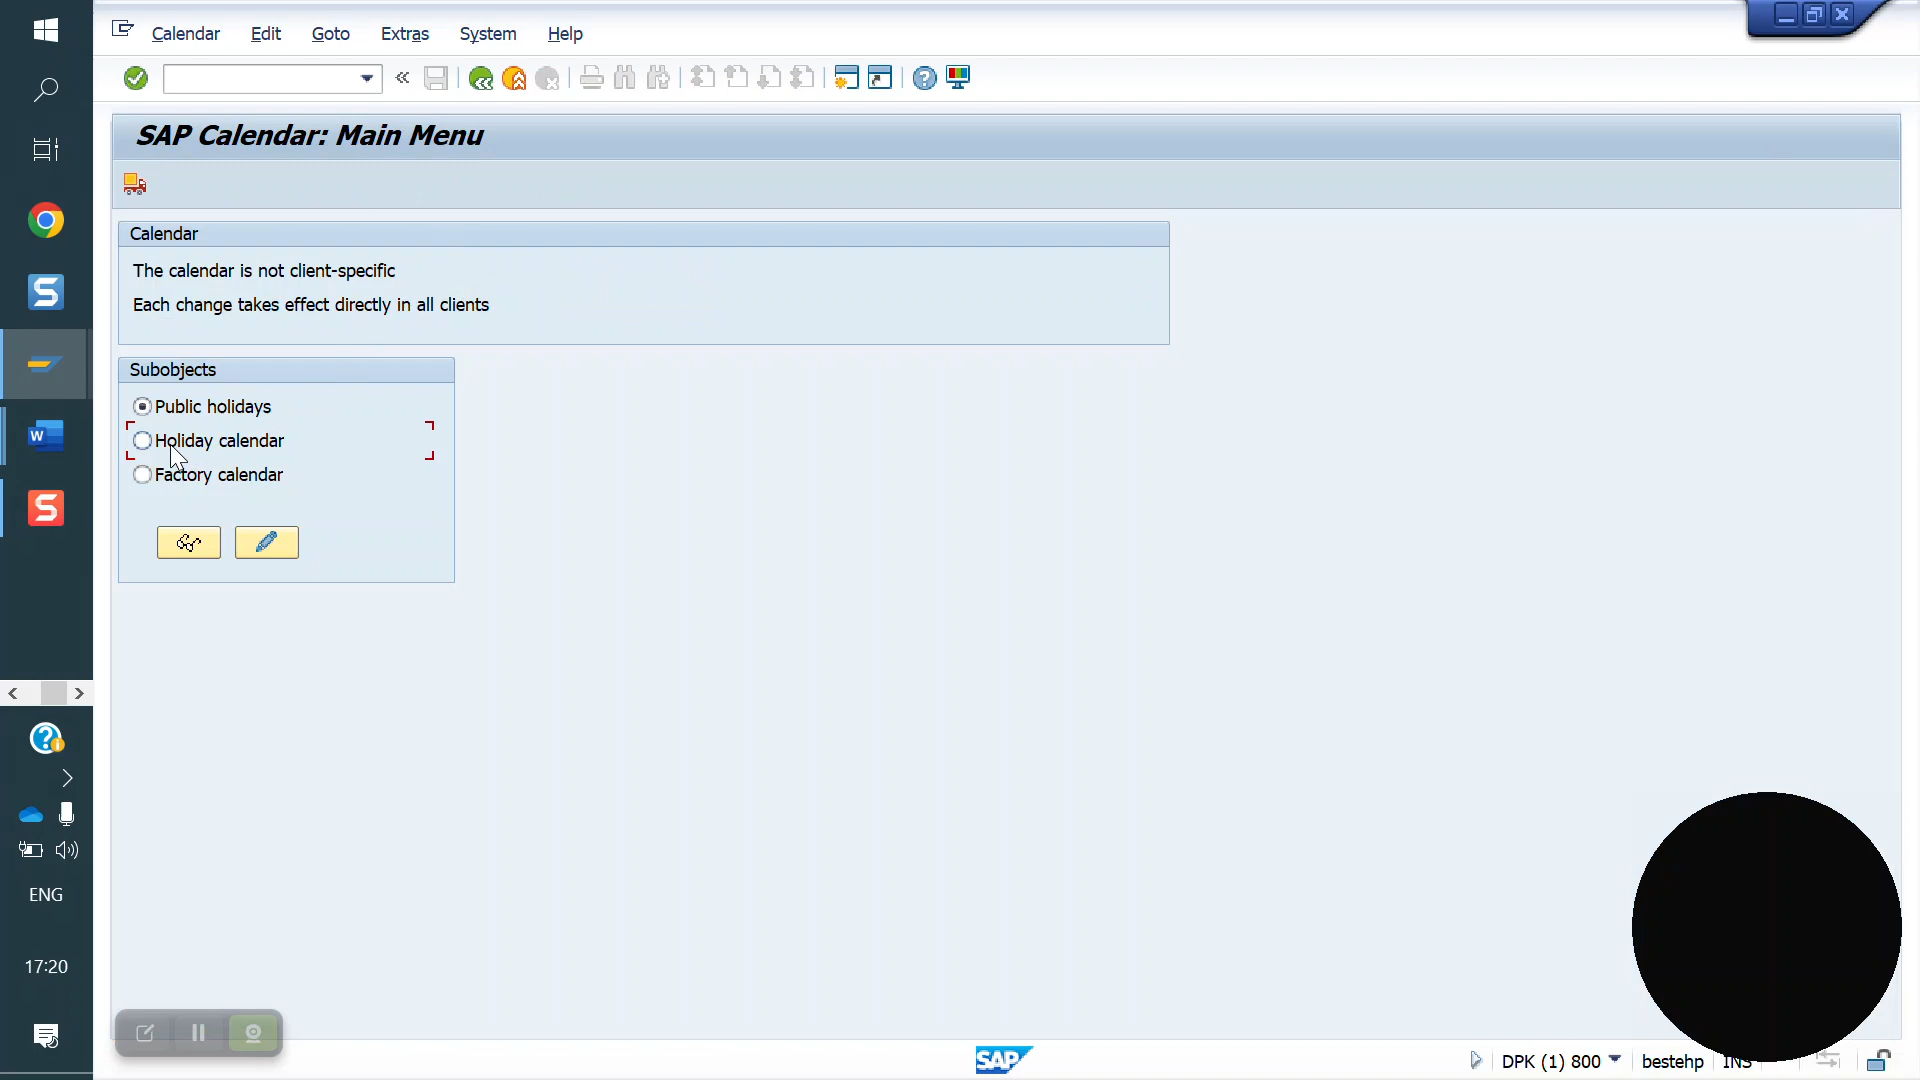 Calendar Edit Goto Extras System Help
SAP Calendar: Main Menu
Calendar
The calendar is not client-specific
Each change takes effect directly in all clients
Subobjects
Public holidays
Holiday calendar
Factory calendar
ENG
17:20
SAP
DPK (1) 800 bestehp INS